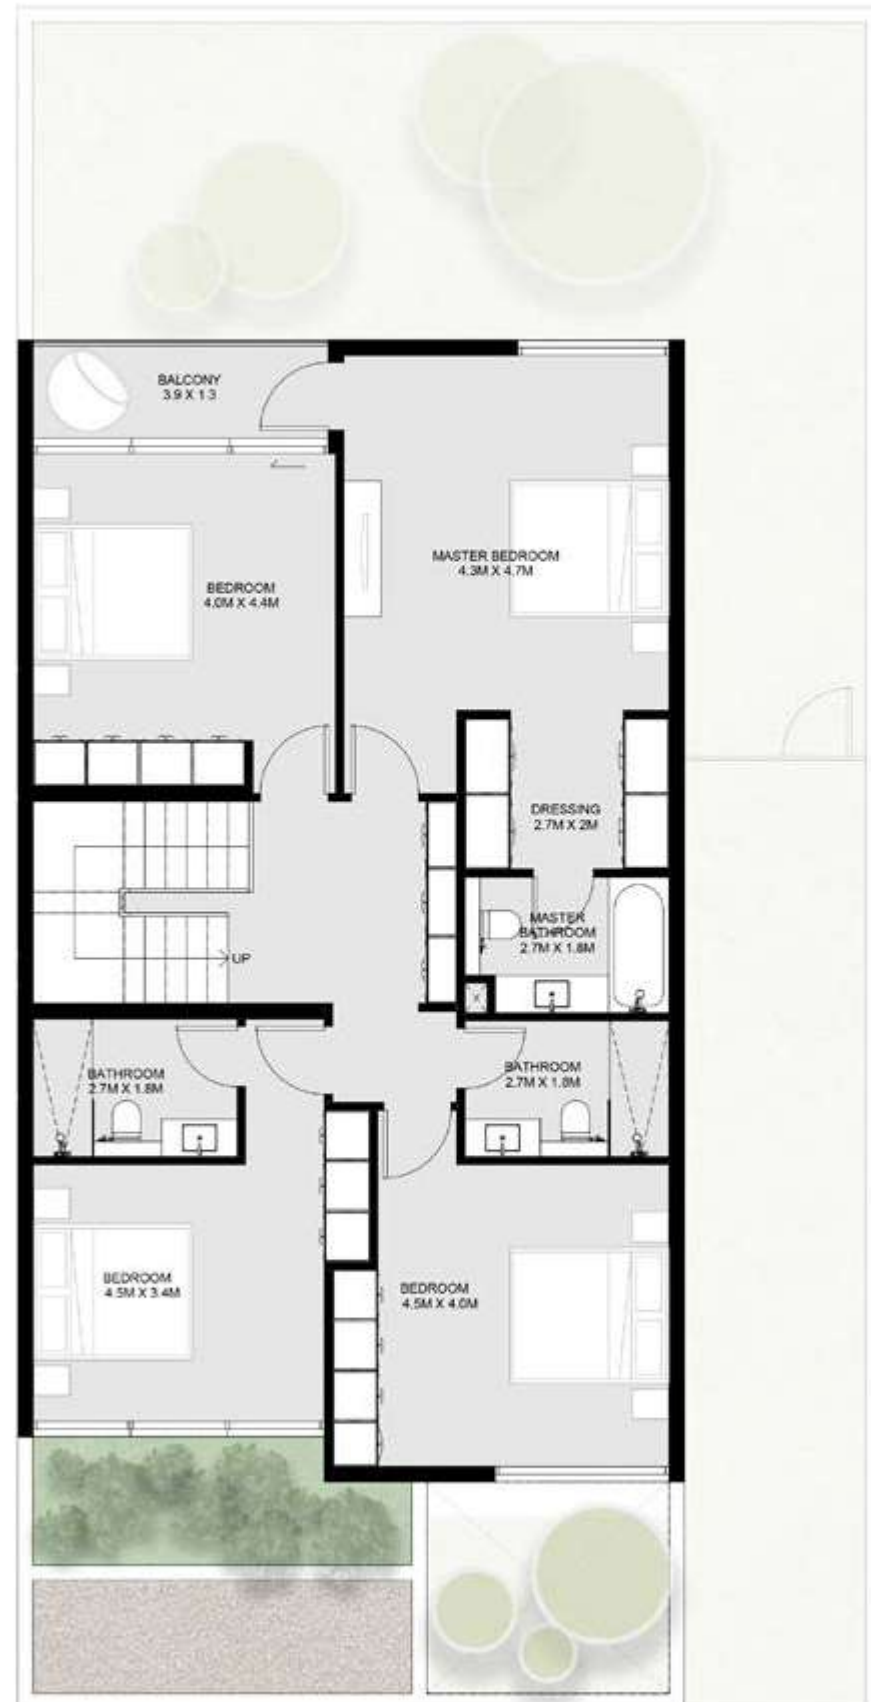 BALCONY
3.9 X 1.3
MASTER BEDROOM
4.3M X 4.7M
BEDROOM
4.0M X 4.4M
DRESSING
2.7M X 2M
MASTER
BATHROOM
2.7M X 1.8M
UP
BATHROOM
2.7M X 1.8M
BATHROOM
2.7M X 1.8M
BEDROOM
4.5M X 3.4M
BEDROOM
4.5M X 4.0M